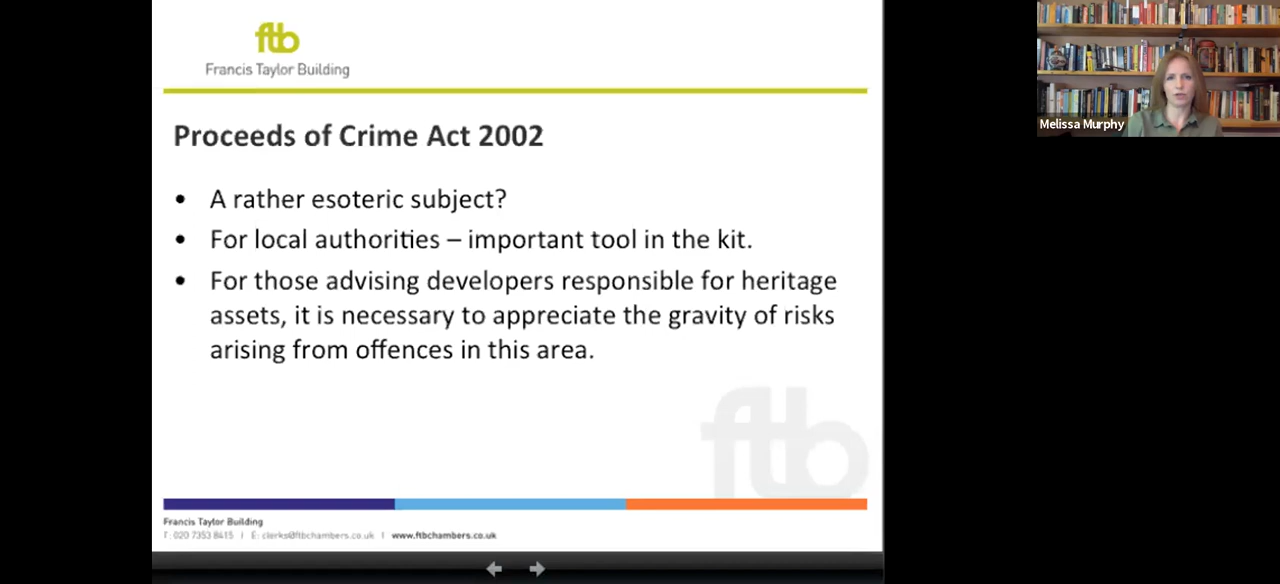 ftb
Francis Taylor Building
Melissa Murphy
Proceeds of Crime Act 2002
• A rather esoteric subject?
• For local authorities – important tool in the kit.
• For those advising developers responsible for heritage
assets, it is necessary to appreciate the gravity of risks
arising from offences in this area.
ftb
Francis Taylor Building
T: 020 7353 8415 I E: clerks@ftbchambers.co.uk I www.ftbchambers.co.uk